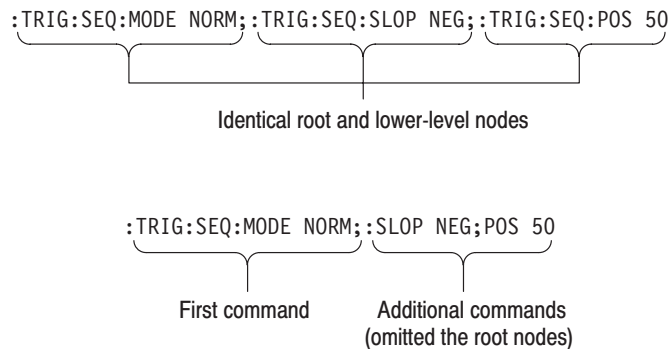 :TRIG:SEQ:MODE NORM;:TRIG:SEQ:SLOP NEG;:TRIG:SEQ:POS 50
Identical root and lower-level nodes
:TRIG:SEQ:MODE NORM;:SLOP NEG;POS 50
First command
Additional commands
(omitted the root nodes)